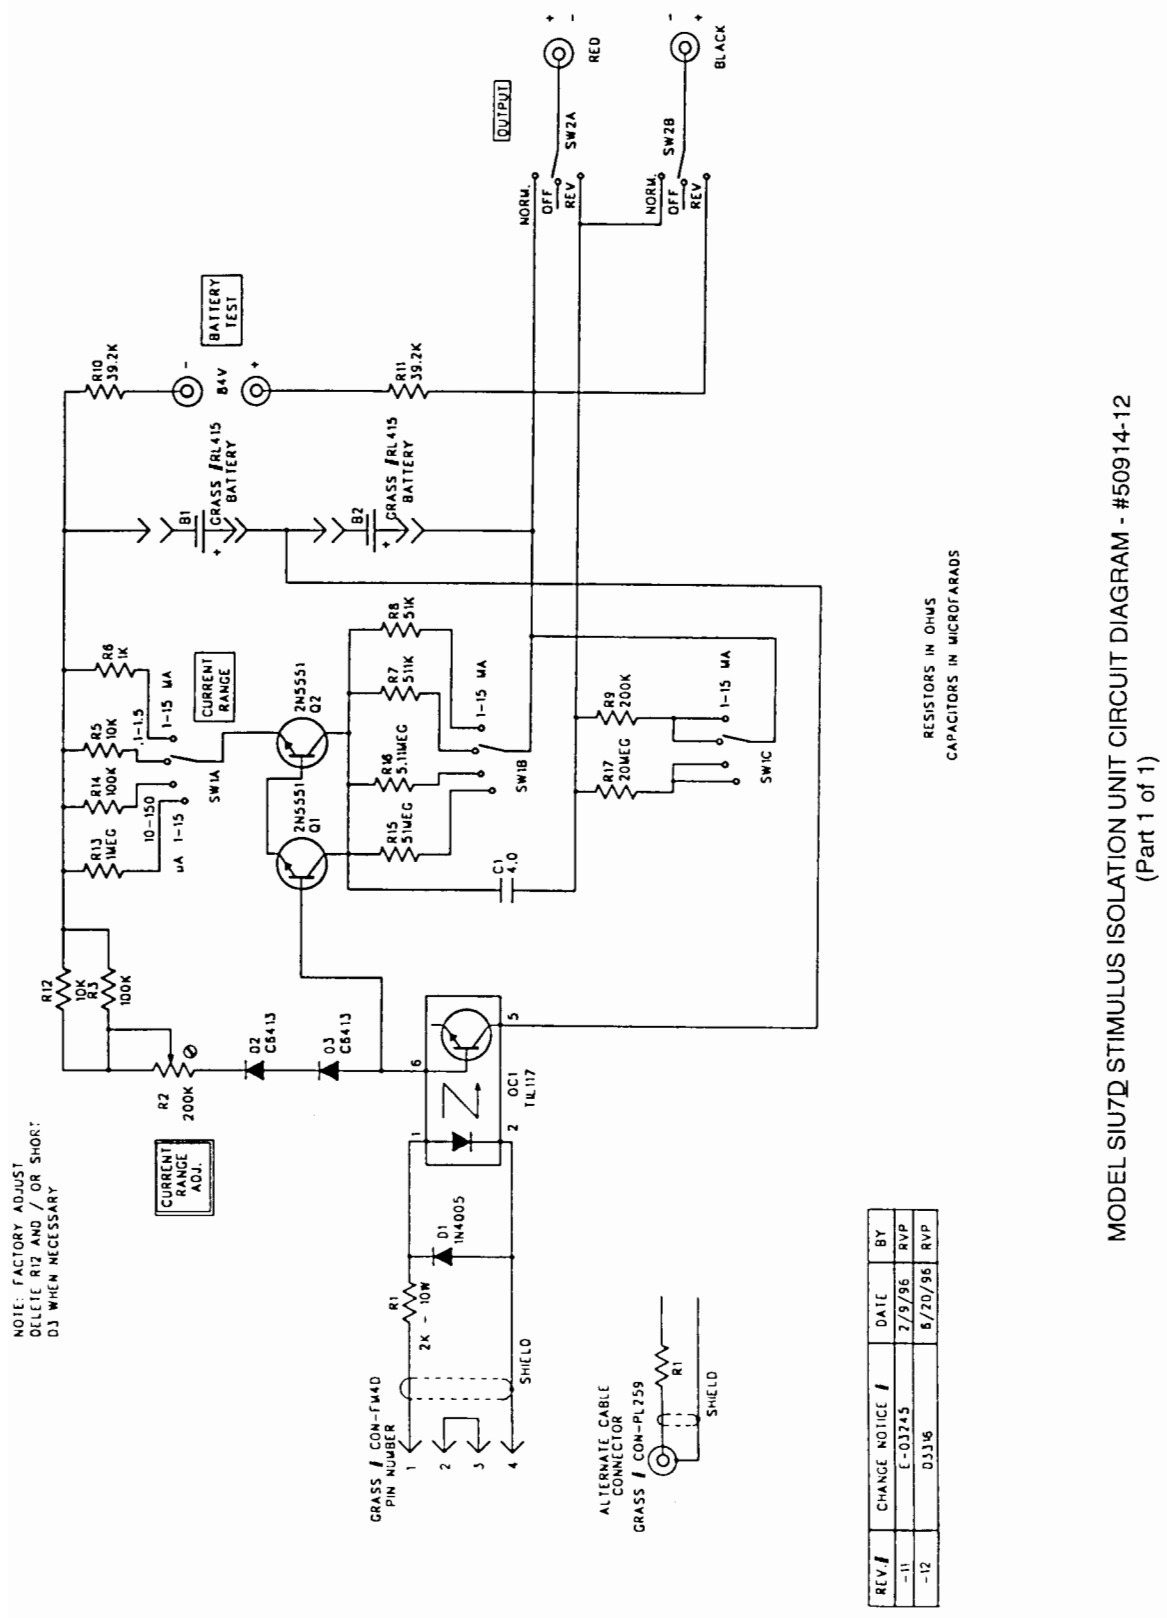 NOTE: FACTORY ADJUST
DELETE R12 AND / OR SHORT
D3 WHEN NECESSARY
CURRENT
RANGE
ADJ.
R2
200K
R12
10K
R3
100K
D2
C6413
D3
C6413
R13
1MEG
R14
100K
R5
10K
R6
1K
10-150
µA 1-15
.1-1.5
1-15 MA
SW1A
CURRENT
RANGE
2N5551
Q1
2N5551
Q2
B1
+
GRASS # RL415
BATTERY
B2
+
GRASS # RL415
BATTERY
R10
39.2K
-
84V
+
BATTERY
TEST
R11
39.2K
R15
51MEG
R16
5.11MEG
R7
511K
R8
51K
1-15 MA
SW1B
C1
4.0
R17
20MEG
R9
200K
1-15 MA
SW1C
OUTPUT
NORM.
OFF
REV
SW2A
+ -
RED
NORM.
OFF
REV
SW2B
- +
BLACK
GRASS # CON-FM4D
PIN NUMBER
1
2
3
4
SHIELD
R1
2K - 10W
D1
1N4005
1
2
6
5
OC1
TIL117
ALTERNATE CABLE
CONNECTOR
GRASS # CON-PL259
R1
SHIELD
RESISTORS IN OHMS
CAPACITORS IN MICROFARADS
REV.# CHANGE NOTICE # DATE BY
-11 E-03245 2/9/96 RVP
-12 D3316 6/20/96 RVP
MODEL SIU7D STIMULUS ISOLATION UNIT CIRCUIT DIAGRAM - #50914-12
(Part 1 of 1)